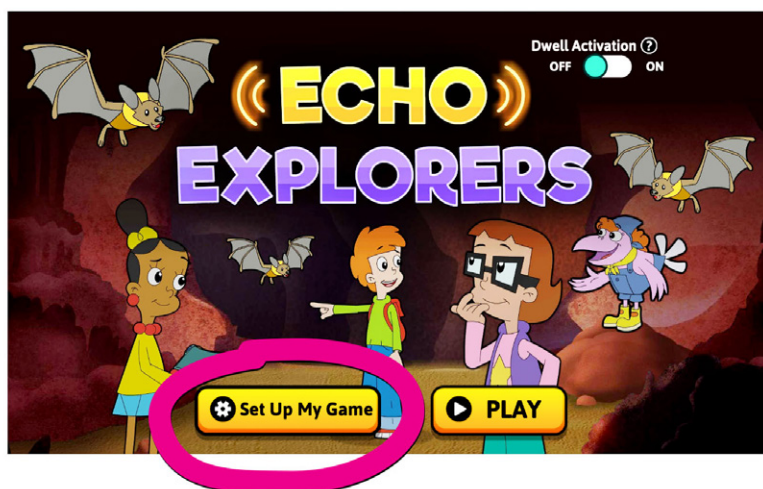 Dwell Activation ?
OFF ON
ECHO
EXPLORERS
Set Up My Game
PLAY